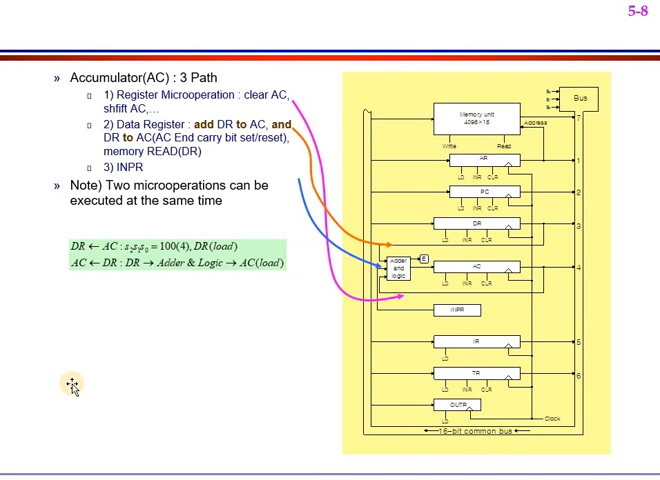 5-8
» Accumulator(AC) : 3 Path
1) Register Microoperation : clear AC,
shfift AC,…
2) Data Register : add DR to AC, and
DR to AC(AC End carry bit set/reset),
memory READ(DR)
3) INPR
» Note) Two microoperations can be
executed at the same time
DR ← AC : s₂s₁s₀ = 100(4), DR(load)
AC ← DR : DR → Adder & Logic → AC(load)
Bus
Memory unit
4096×16
7
Address
Write Read
AR
1
LD INR CLR
PC
2
LD INR CLR
DR
3
LD INR CLR
Adder
and
logic
E
AC
4
LD INR CLR
INPR
IR
5
LD
TR
6
LD INR CLR
OUTR
LD
Clock
16-bit common bus